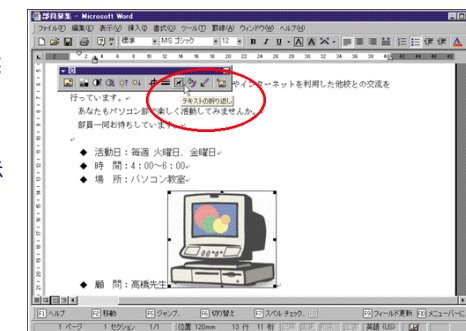 部員募集 - Microsoft Word
ファイル(F) 編集(E) 表示(V) 挿入(I) 書式(O) ツール(T) 罫線(A) ウィンドウ(W) ヘルプ(H)
標準 MS ゴシック 12 B I U A
やインターネットを利用した他校との交流を
行っています。
テキストの折り返し
あなたもパソコン部で楽しく活動してみませんか。
部員一同お待ちしています。
◆ 活動日：毎週 火曜日、金曜日
◆ 時 間：4：00～6：00
◆ 場 所：パソコン教室
◆ 顧 問：高橋先生
F1 ヘルプ F2 移動 F5 ジャンプ.. F6 切り替え F7 スペル チェック.. F9 フィールド更新 F10 メニューバーに
1 ページ 1 セクション 1/1 位置 120mm 13 行 11 桁 英語 (US)
示